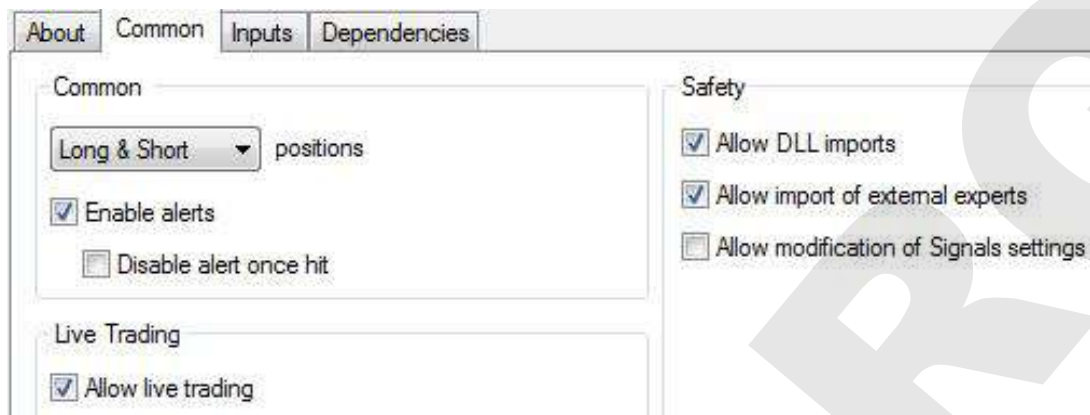 About Common Inputs Dependencies
Common
Long & Short positions
Enable alerts
Disable alert once hit
Live Trading
Allow live trading
Safety
Allow DLL imports
Allow import of external experts
Allow modification of Signals settings